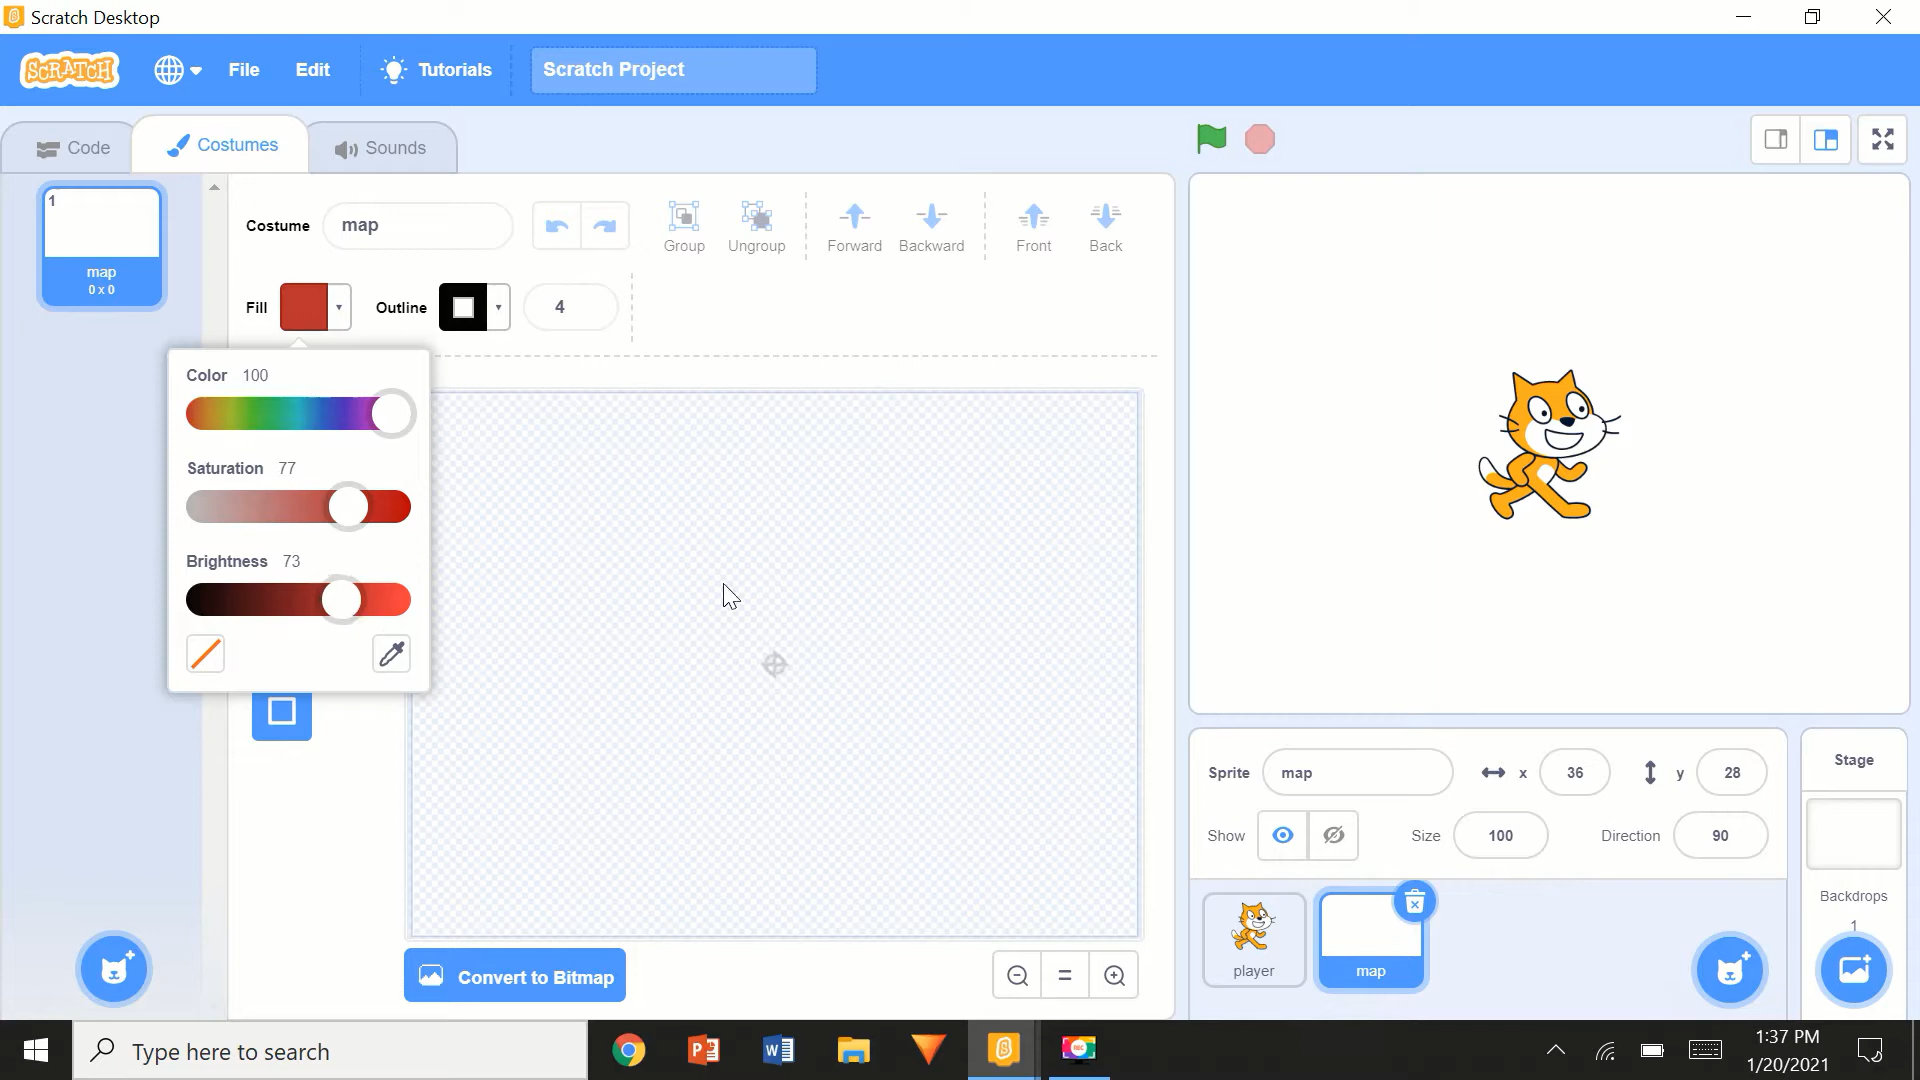 Scratch Desktop
SCRATCH File Edit Tutorials Scratch Project
Code Costumes Sounds
1
map
0 x 0
Costume map
Group Ungroup Forward Backward Front Back
Fill Outline 4
Color 100
Saturation 77
Brightness 73
Convert to Bitmap
Sprite map x 36 y 28
Show Size 100 Direction 90
player map
Stage
Backdrops
1
Type here to search
1:37 PM
1/20/2021